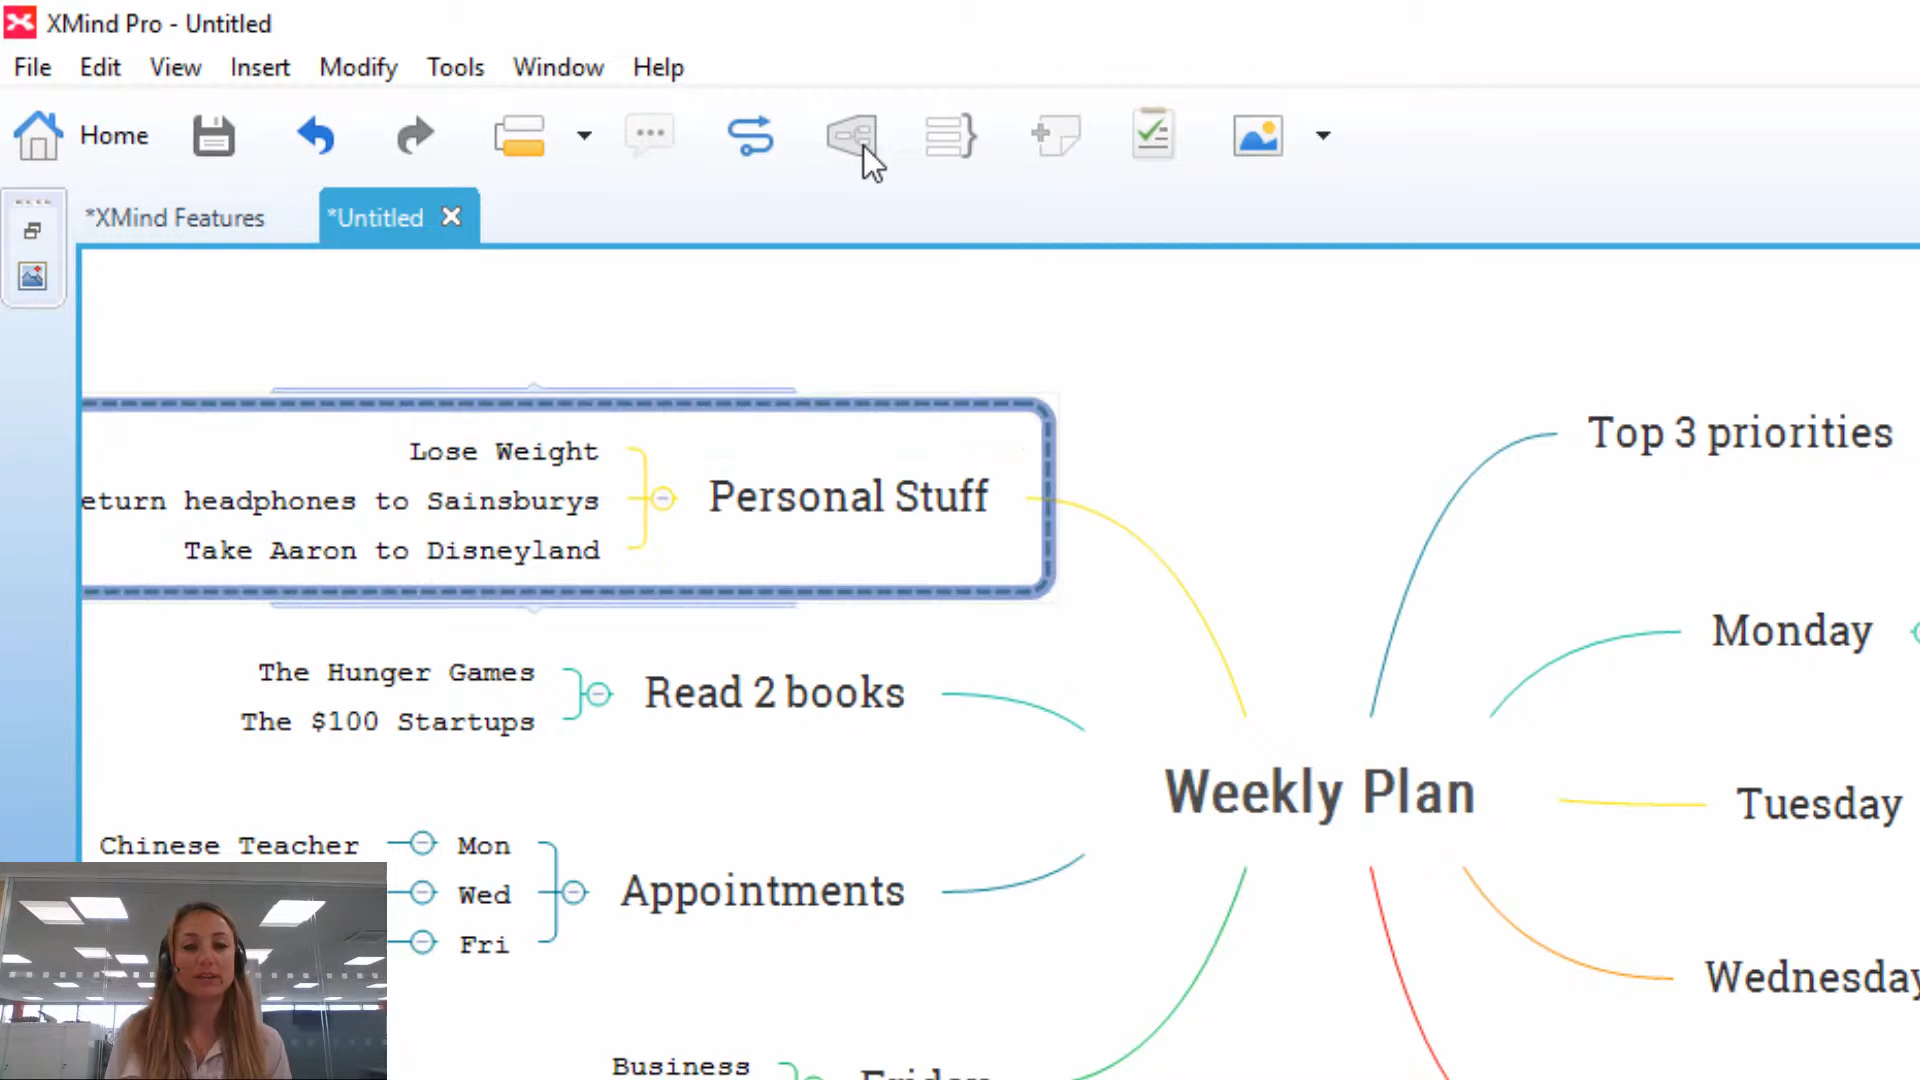 XMind Pro - Untitled
File Edit View Insert Modify Tools Window Help
Home
*XMind Features *Untitled
Lose Weight
eturn headphones to Sainsburys
Take Aaron to Disneyland
Personal Stuff
Top 3 priorities
The Hunger Games
The $100 Startups
Read 2 books
Monday
Weekly Plan
Tuesday
Chinese Teacher Mon
Wed
Fri
Appointments
Wednesday
Business
Friday